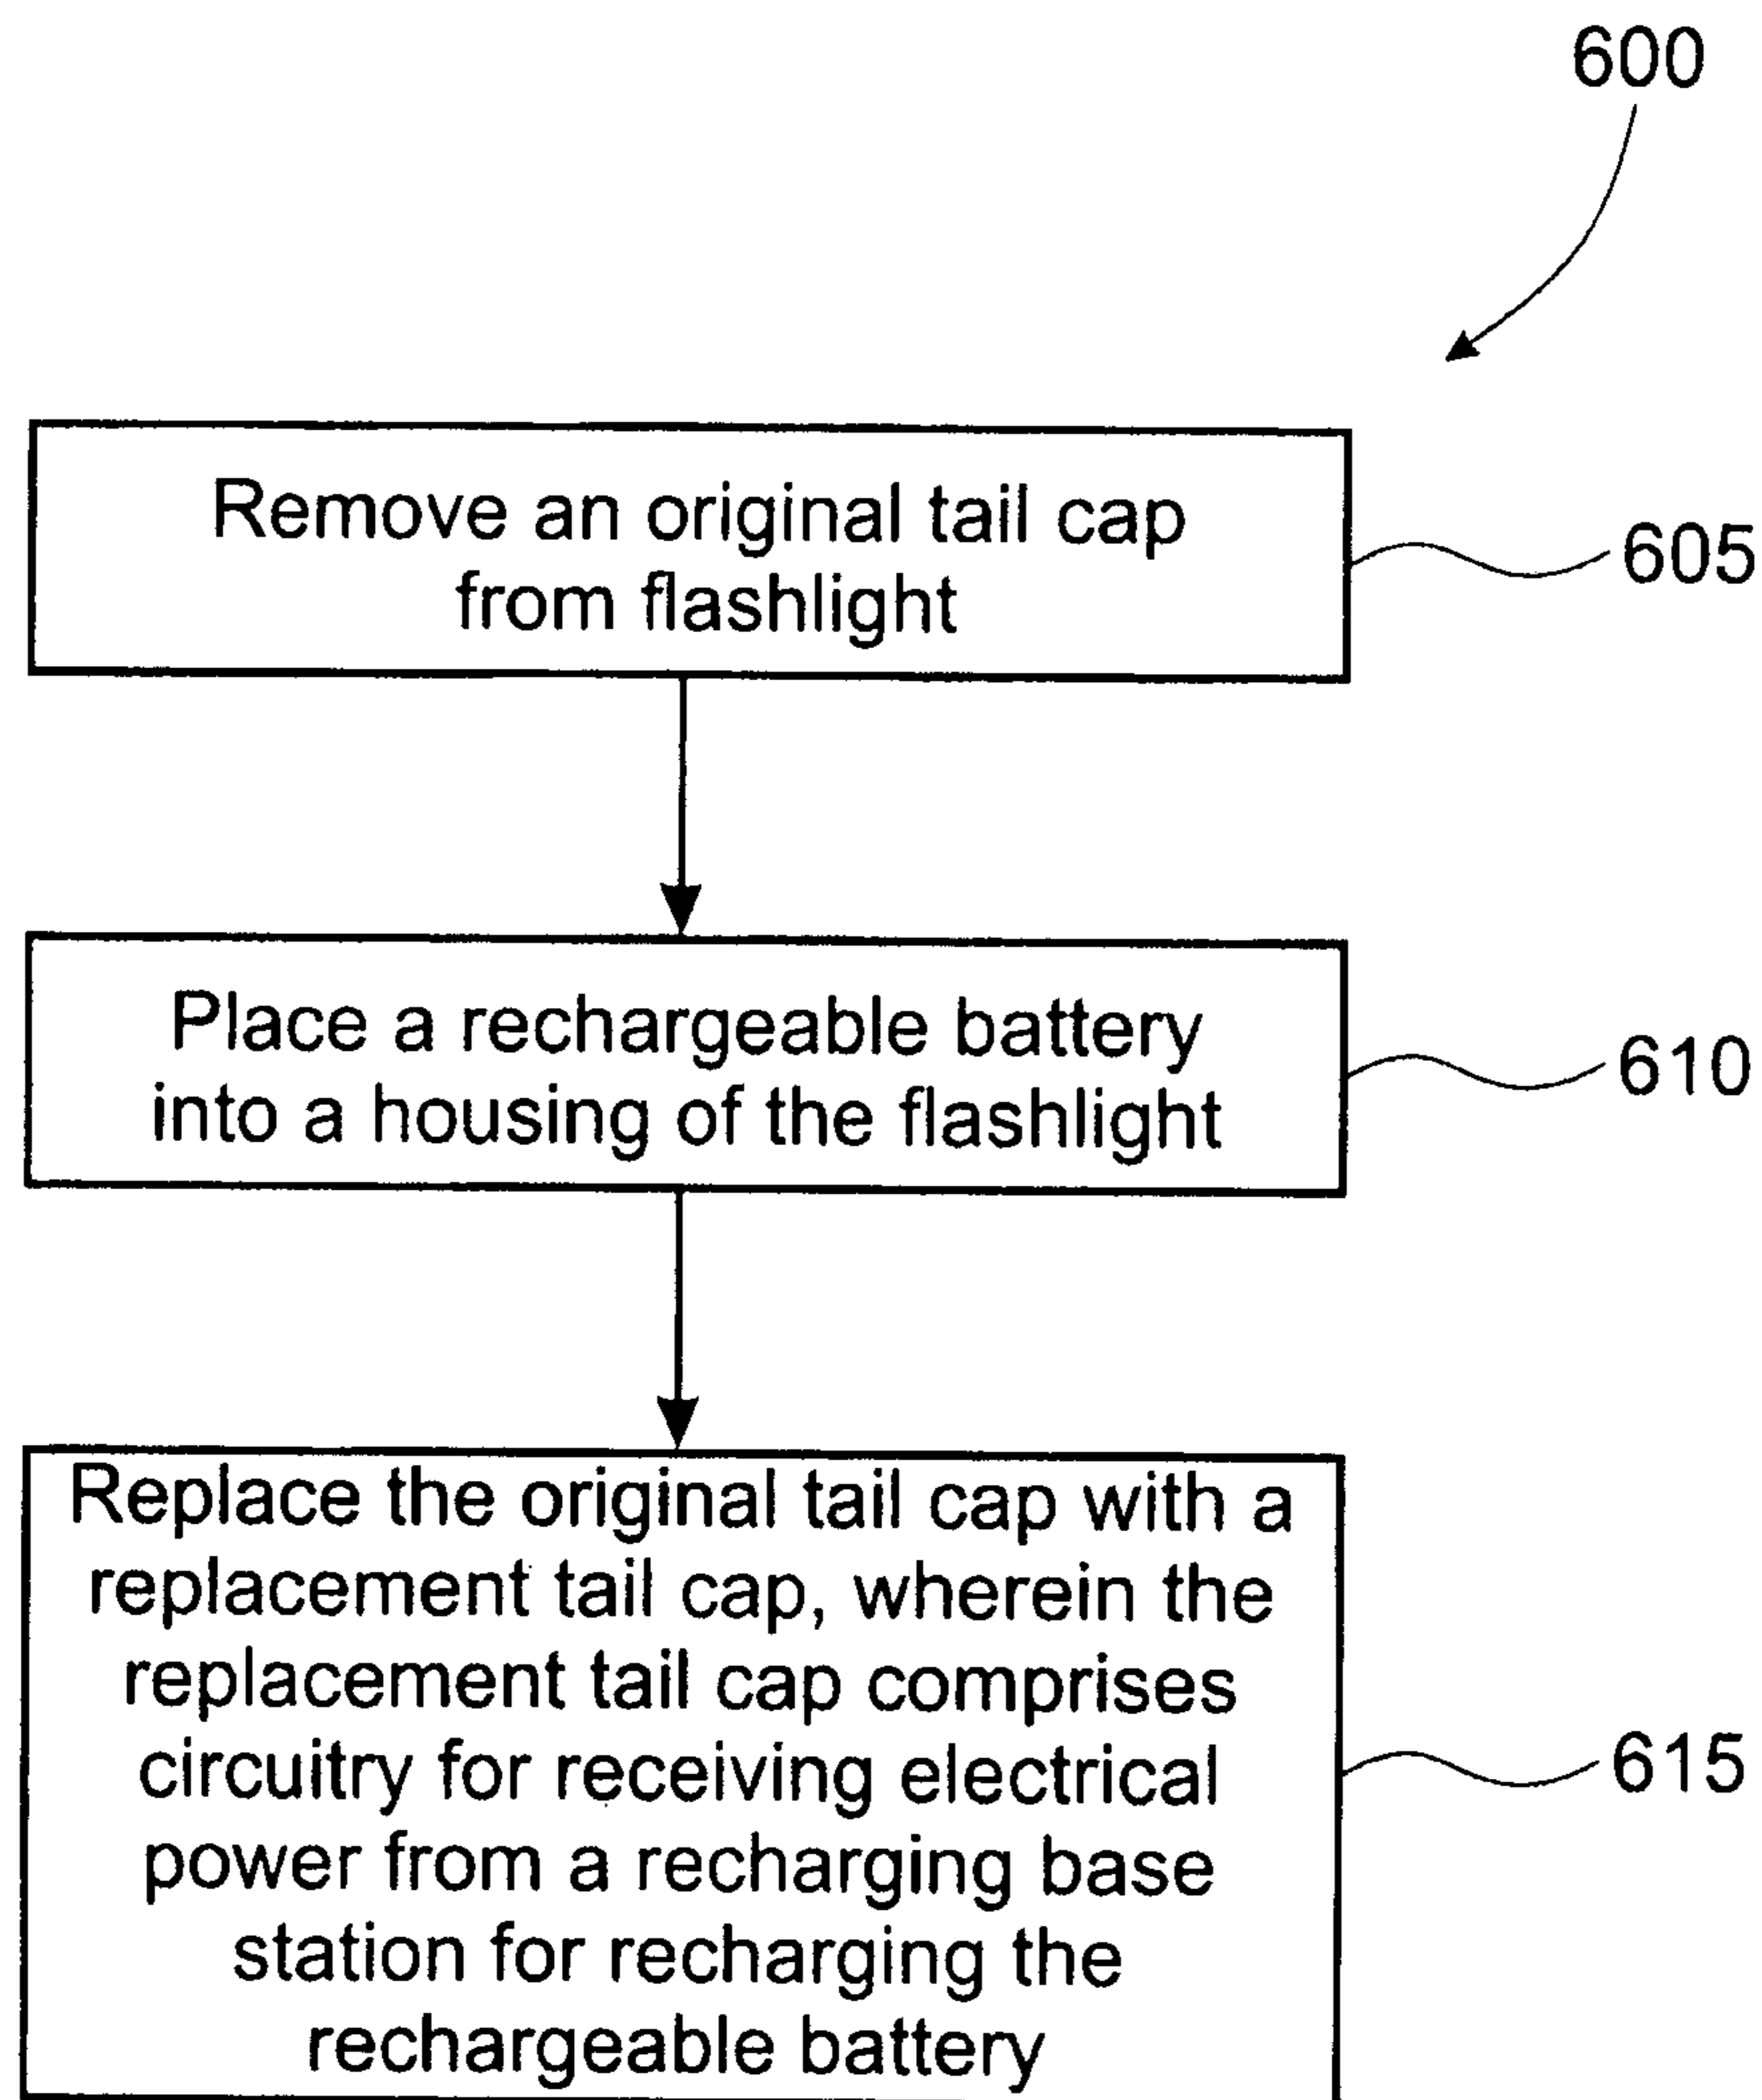 600
Remove an original tail cap
from flashlight
605
Place a rechargeable battery
into a housing of the flashlight
610
Replace the original tail cap with a
replacement tail cap, wherein the
replacement tail cap comprises
circuitry for receiving electrical
power from a recharging base
station for recharging the
rechargeable battery
615